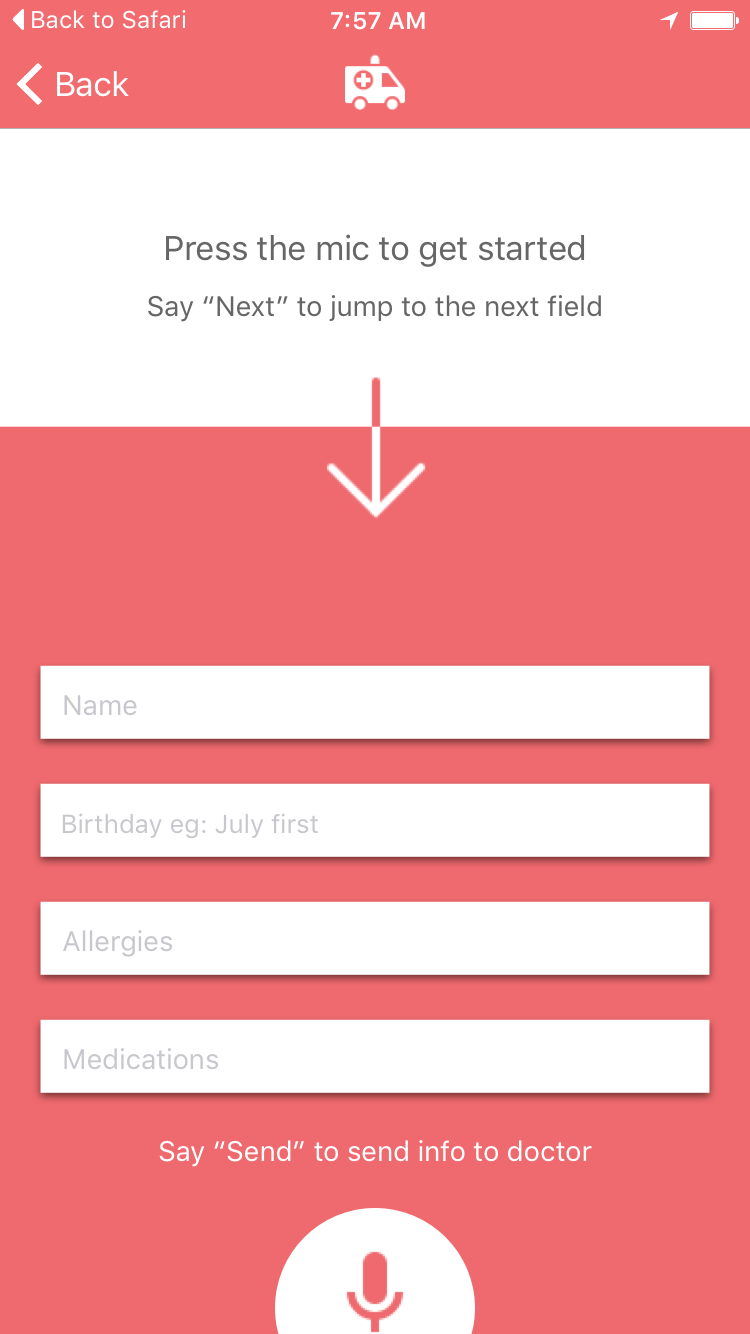 Back to Safari
7:57 AM
Back
Press the mic to get started
Say “Next” to jump to the next field
Name
Birthday eg: July first
Allergies
Medications
Say “Send” to send info to doctor